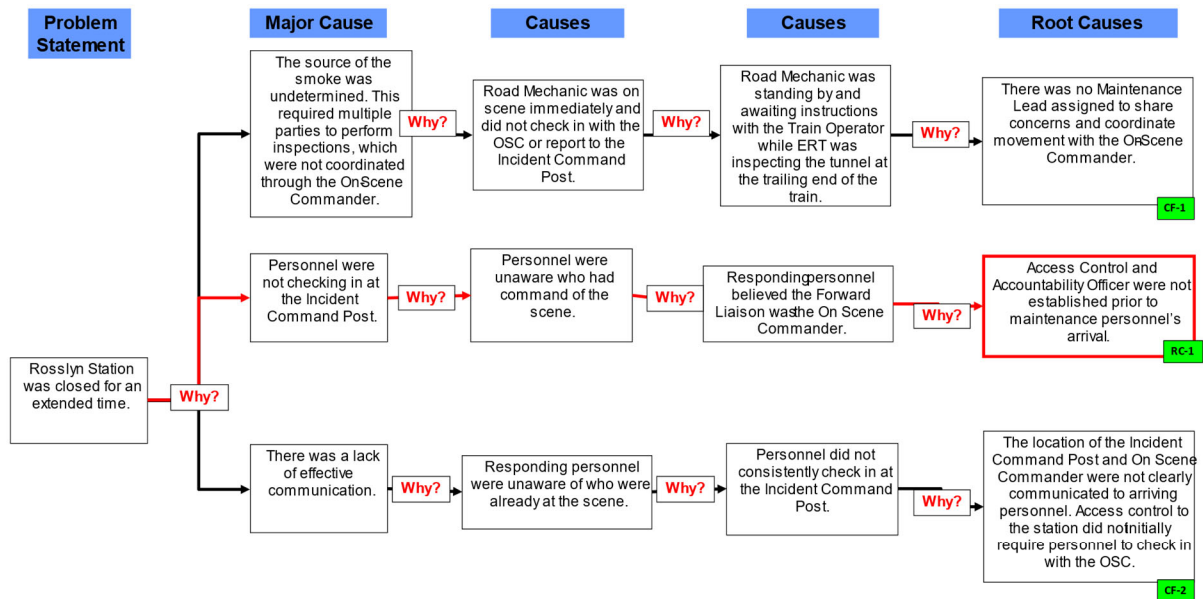 Problem
Statement
Major Cause
Causes
Causes
Root Causes
The source of the
smoke was
undetermined. This
required multiple
parties to perform
inspections, which
were not coordinated
through the OnScene
Commander.
Why?
Road Mechanic was on
scene immediately and
did not check in with the
OSC or report to the
Incident Command
Post.
Why?
Road Mechanic was
standing by and
awaiting instructions
with the Train Operator
while ERT was
inspecting the tunnel at
the trailing end of the
train.
Why?
There was no Maintenance
Lead assigned to share
concerns and coordinate
movement with the On-Scene
Commander.
CF-1
Personnel were
not checking in at
the Incident
Command Post.
Why?
Personnel were
unaware who had
command of the
scene.
Why?
Responding personnel
believed the Forward
Liaison was the On Scene
Commander.
Why?
Access Control and
Accountability Officer were not
established prior to
maintenance personnel's
arrival.
RC-1
Rosslyn Station
was closed for an
extended time.
Why?
There was a lack
of effective
communication.
Why?
Responding personnel
were unaware of who were
already at the scene.
Why?
Personnel did not
consistently check in at
the Incident Command
Post.
Why?
The location of the Incident
Command Post and On Scene
Commander were not clearly
communicated to arriving
personnel. Access control to
the station did not initially
require personnel to check in
with the OSC.
CF-2